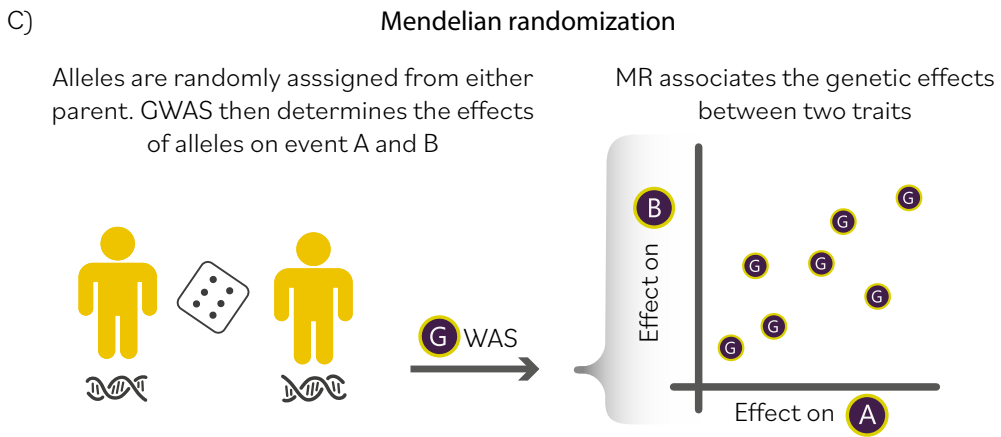 C)
Mendelian randomization
Alleles are randomly asssigned from either
parent. GWAS then determines the effects
of alleles on event A and B
MR associates the genetic effects
between two traits
G WAS
Effect on B
G
G
G
G
G
G
G
Effect on A